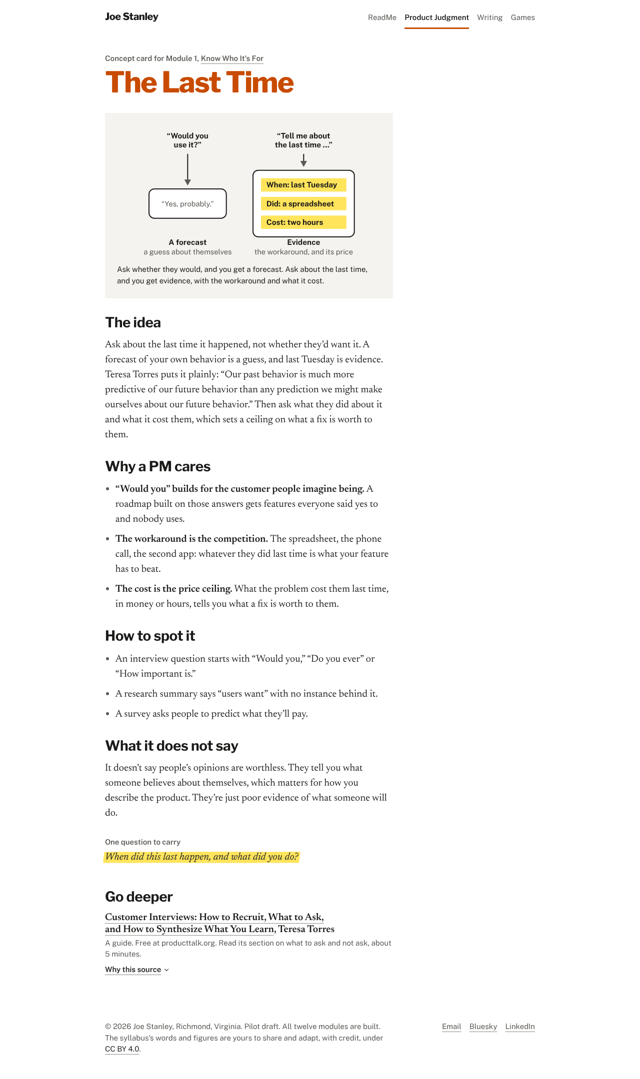 Joe Stanley
ReadMe Product Judgment Writing Games
Concept card for Module 1, Know Who It's For
The Last Time
“Would you
use it?”
“Tell me about
the last time …”
“Yes, probably.”
When: last Tuesday
Did: a spreadsheet
Cost: two hours
A forecast
a guess about themselves
Evidence
the workaround, and its price
Ask whether they would, and you get a forecast. Ask about the last time,
and you get evidence, with the workaround and what it cost.
The idea
Ask about the last time it happened, not whether they’d want it. A
forecast of your own behavior is a guess, and last Tuesday is evidence.
Teresa Torres puts it plainly: “Our past behavior is much more
predictive of our future behavior than any prediction we might make
ourselves about our future behavior.” Then ask what they did about it
and what it cost them, which sets a ceiling on what a fix is worth to
them.
Why a PM cares
• “Would you” builds for the customer people imagine being. A
roadmap built on those answers gets features everyone said yes to
and nobody uses.
• The workaround is the competition. The spreadsheet, the phone
call, the second app: whatever they did last time is what your feature
has to beat.
• The cost is the price ceiling. What the problem cost them last time,
in money or hours, tells you what a fix is worth to them.
How to spot it
• An interview question starts with “Would you,” “Do you ever” or
“How important is.”
• A research summary says “users want” with no instance behind it.
• A survey asks people to predict what they’ll pay.
What it does not say
It doesn’t say people’s opinions are worthless. They tell you what
someone believes about themselves, which matters for how you
describe the product. They’re just poor evidence of what someone will
do.
One question to carry
When did this last happen, and what did you do?
Go deeper
Customer Interviews: How to Recruit, What to Ask,
and How to Synthesize What You Learn, Teresa Torres
A guide. Free at producttalk.org. Read its section on what to ask and not ask, about
5 minutes.
Why this source
© 2026 Joe Stanley, Richmond, Virginia. Pilot draft. All twelve modules are built.
The syllabus’s words and figures are yours to share and adapt, with credit, under
CC BY 4.0.
Email Bluesky LinkedIn